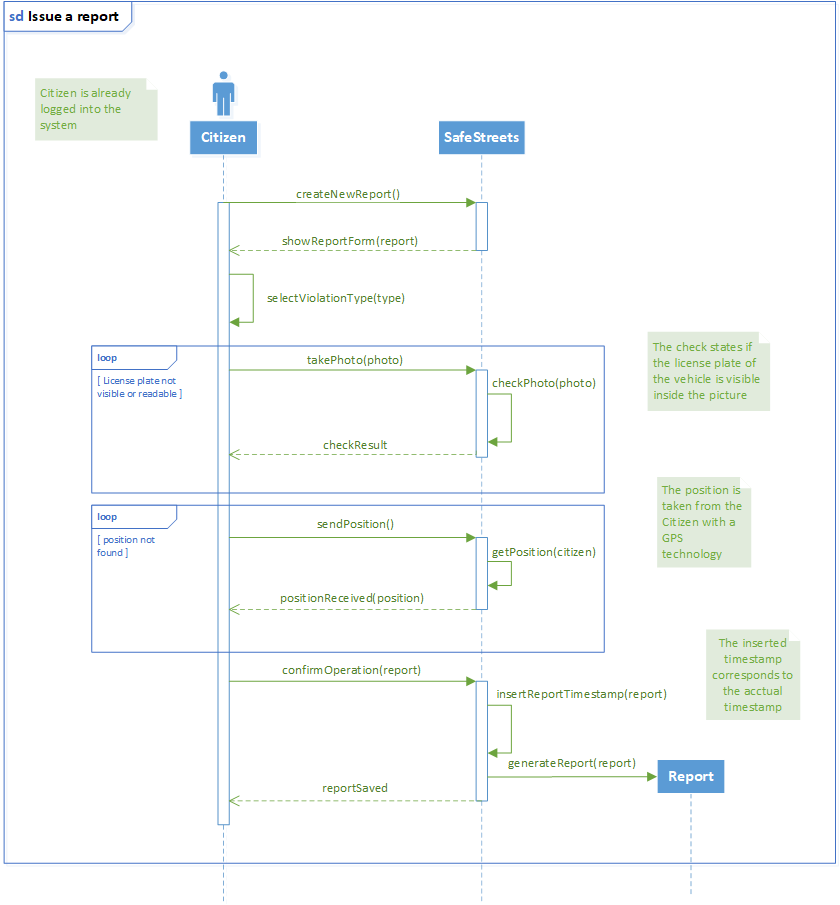 sd Issue a report
Citizen is already
logged into the
system
Citizen
SafeStreets
createNewReport()
showReportForm(report)
selectViolationType(type)
loop
[ License plate not
visible or readable ]
takePhoto(photo)
checkPhoto(photo)
checkResult
The check states if
the license plate of
the vehicle is visible
inside the picture
loop
[ position not
found ]
sendPosition()
getPosition(citizen)
positionReceived(position)
The position is
taken from the
Citizen with a
GPS
technology
confirmOperation(report)
insertReportTimestamp(report)
The inserted
timestamp
corresponds to
the acctual
timestamp
generateReport(report)
Report
reportSaved